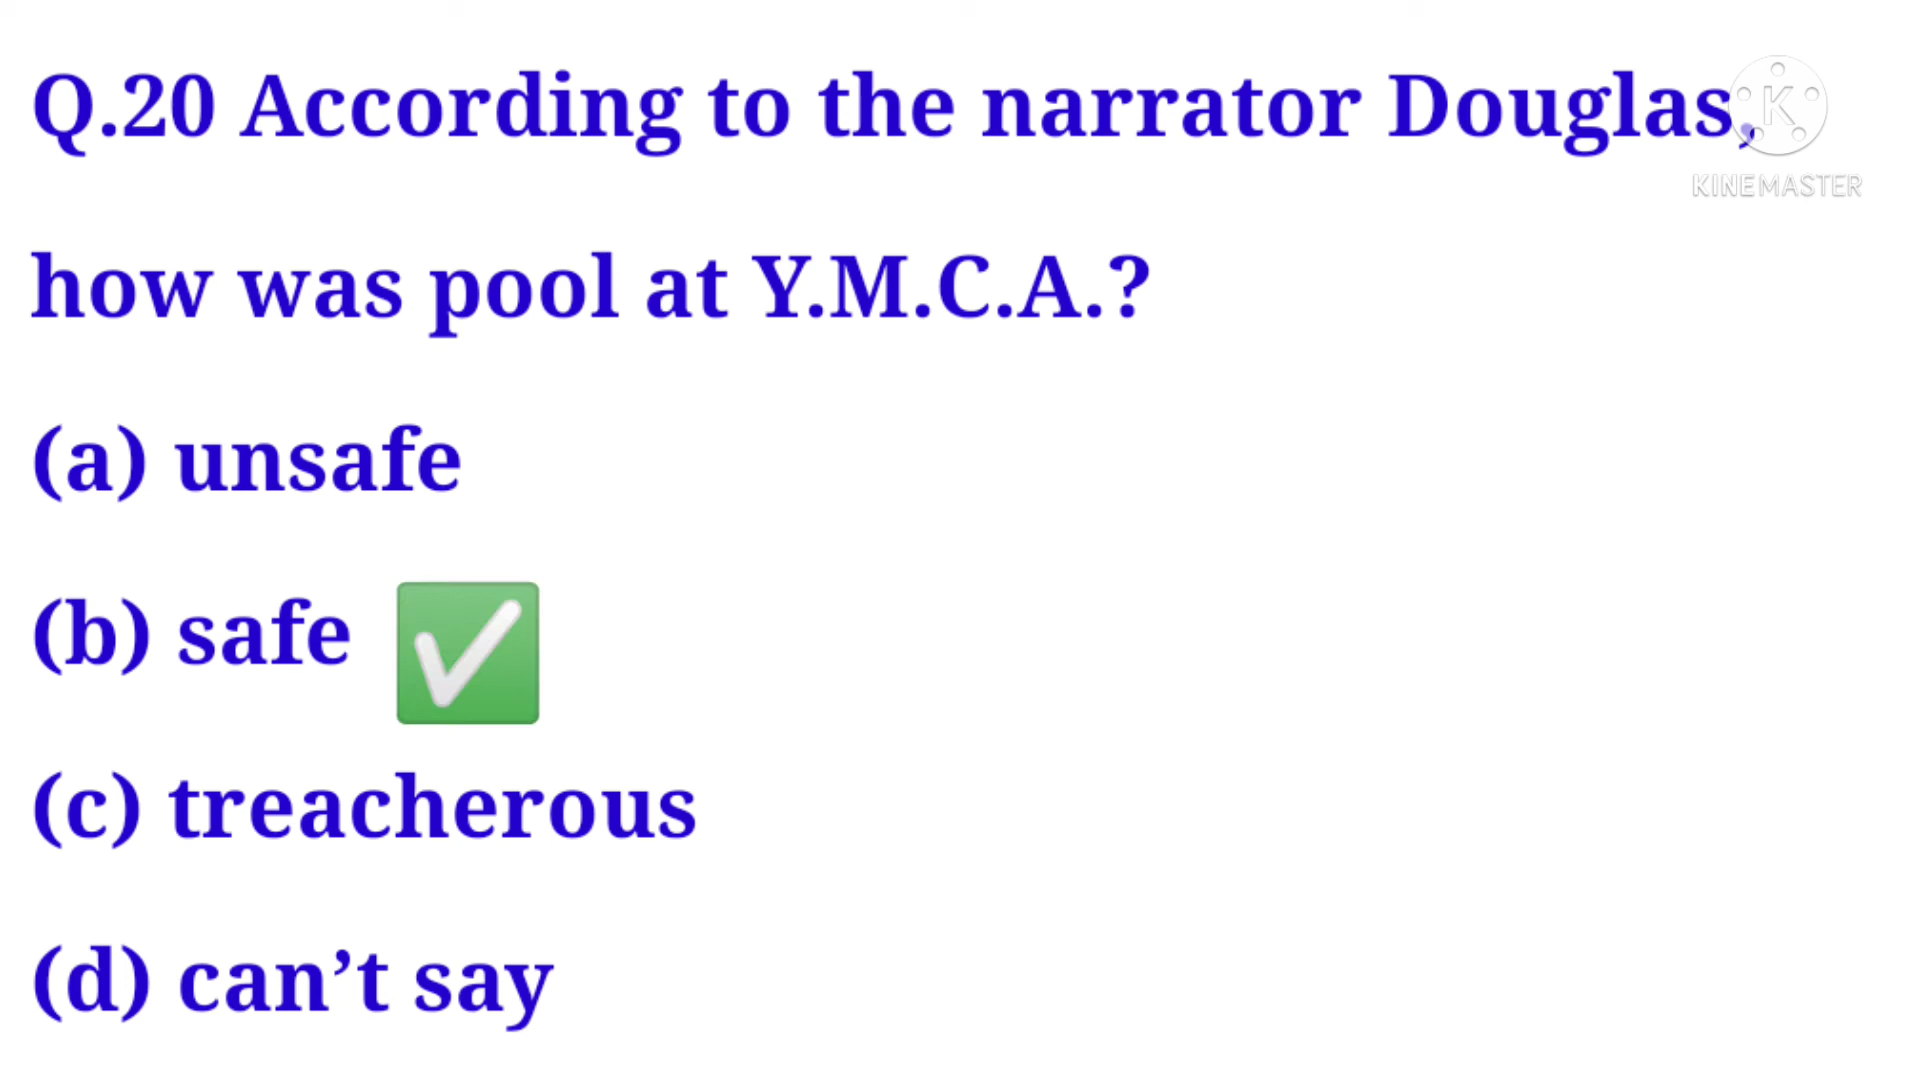 Q.20 According to the narrator Douglas,
KINEMASTER
how was pool at Y.M.C.A.?
(a) unsafe
(b) safe ✅
(c) treacherous
(d) can’t say